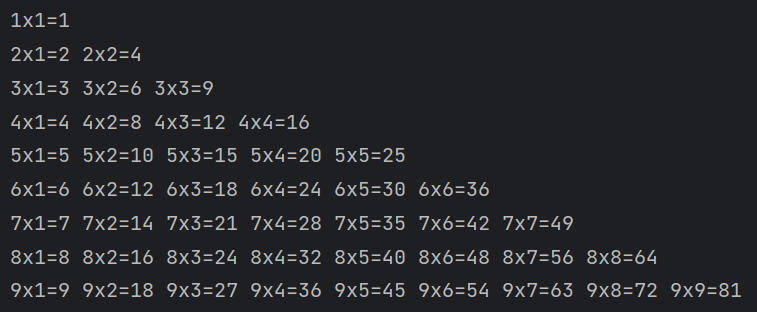 1x1=1
2x1=2 2x2=4
3x1=3 3x2=6 3x3=9
4x1=4 4x2=8 4x3=12 4x4=16
5x1=5 5x2=10 5x3=15 5x4=20 5x5=25
6x1=6 6x2=12 6x3=18 6x4=24 6x5=30 6x6=36
7x1=7 7x2=14 7x3=21 7x4=28 7x5=35 7x6=42 7x7=49
8x1=8 8x2=16 8x3=24 8x4=32 8x5=40 8x6=48 8x7=56 8x8=64
9x1=9 9x2=18 9x3=27 9x4=36 9x5=45 9x6=54 9x7=63 9x8=72 9x9=81